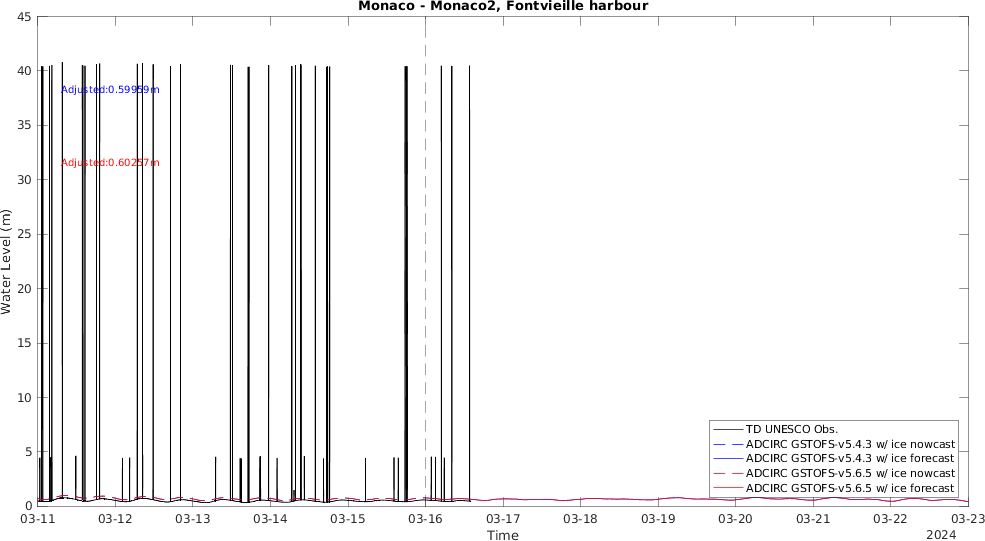 Monaco - Monaco2, Fontvieille harbour
45
40
35
30
25
20
15
10
5
0
Water Level (m)
Adjusted:0.59959m
Adjusted:0.60257m
TD UNESCO Obs.
ADCIRC GSTOFS-v5.4.3 w/ ice nowcast
ADCIRC GSTOFS-v5.4.3 w/ ice forecast
ADCIRC GSTOFS-v5.6.5 w/ ice nowcast
ADCIRC GSTOFS-v5.6.5 w/ ice forecast
03-11 03-12 03-13 03-14 03-15 03-16 03-17 03-18 03-19 03-20 03-21 03-22 03-23
Time
2024